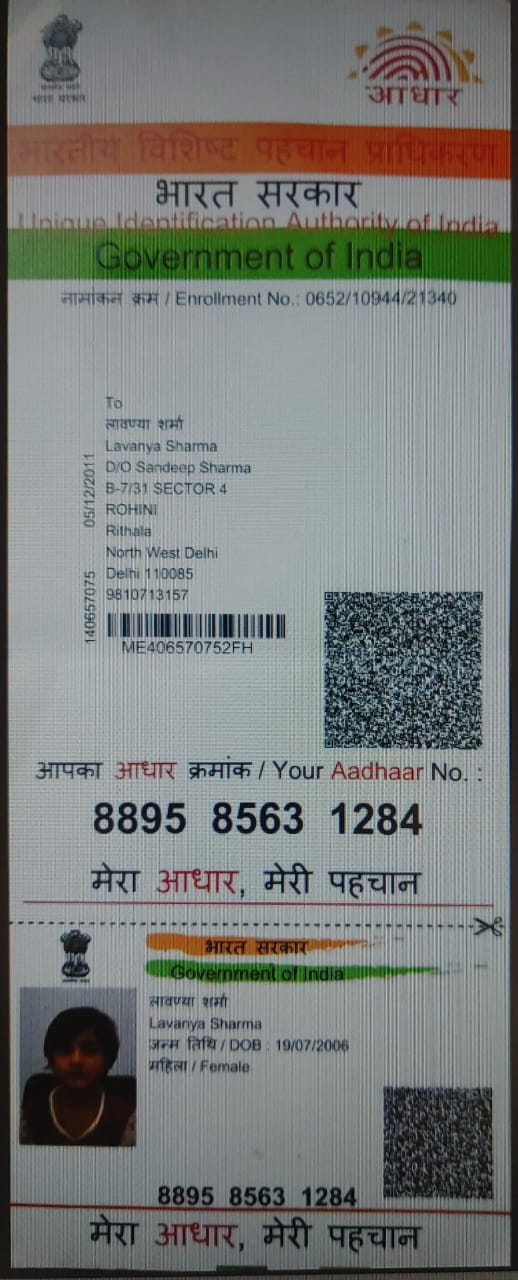 भारत सरकार
आधार
भारतीय विशिष्ट पहचान प्राधिकरण
भारत सरकार
Unique Identification Authority of India
Government of India
नामांकन क्रम / Enrollment No.: 0652/10944/21340
To
लावण्या शर्मा
Lavanya Sharma
D/O Sandeep Sharma
B-7/31 SECTOR 4
ROHINI
Rithala
North West Delhi
Delhi 110085
9810713157
140657075 05/12/2011
ME406570752FH
आपका आधार क्रमांक / Your Aadhaar No. :
8895 8563 1284
मेरा आधार, मेरी पहचान
भारत सरकार
Government of India
लावण्या शर्मा
Lavanya Sharma
जन्म तिथि / DOB : 19/07/2006
महिला / Female
8895 8563 1284
मेरा आधार, मेरी पहचान